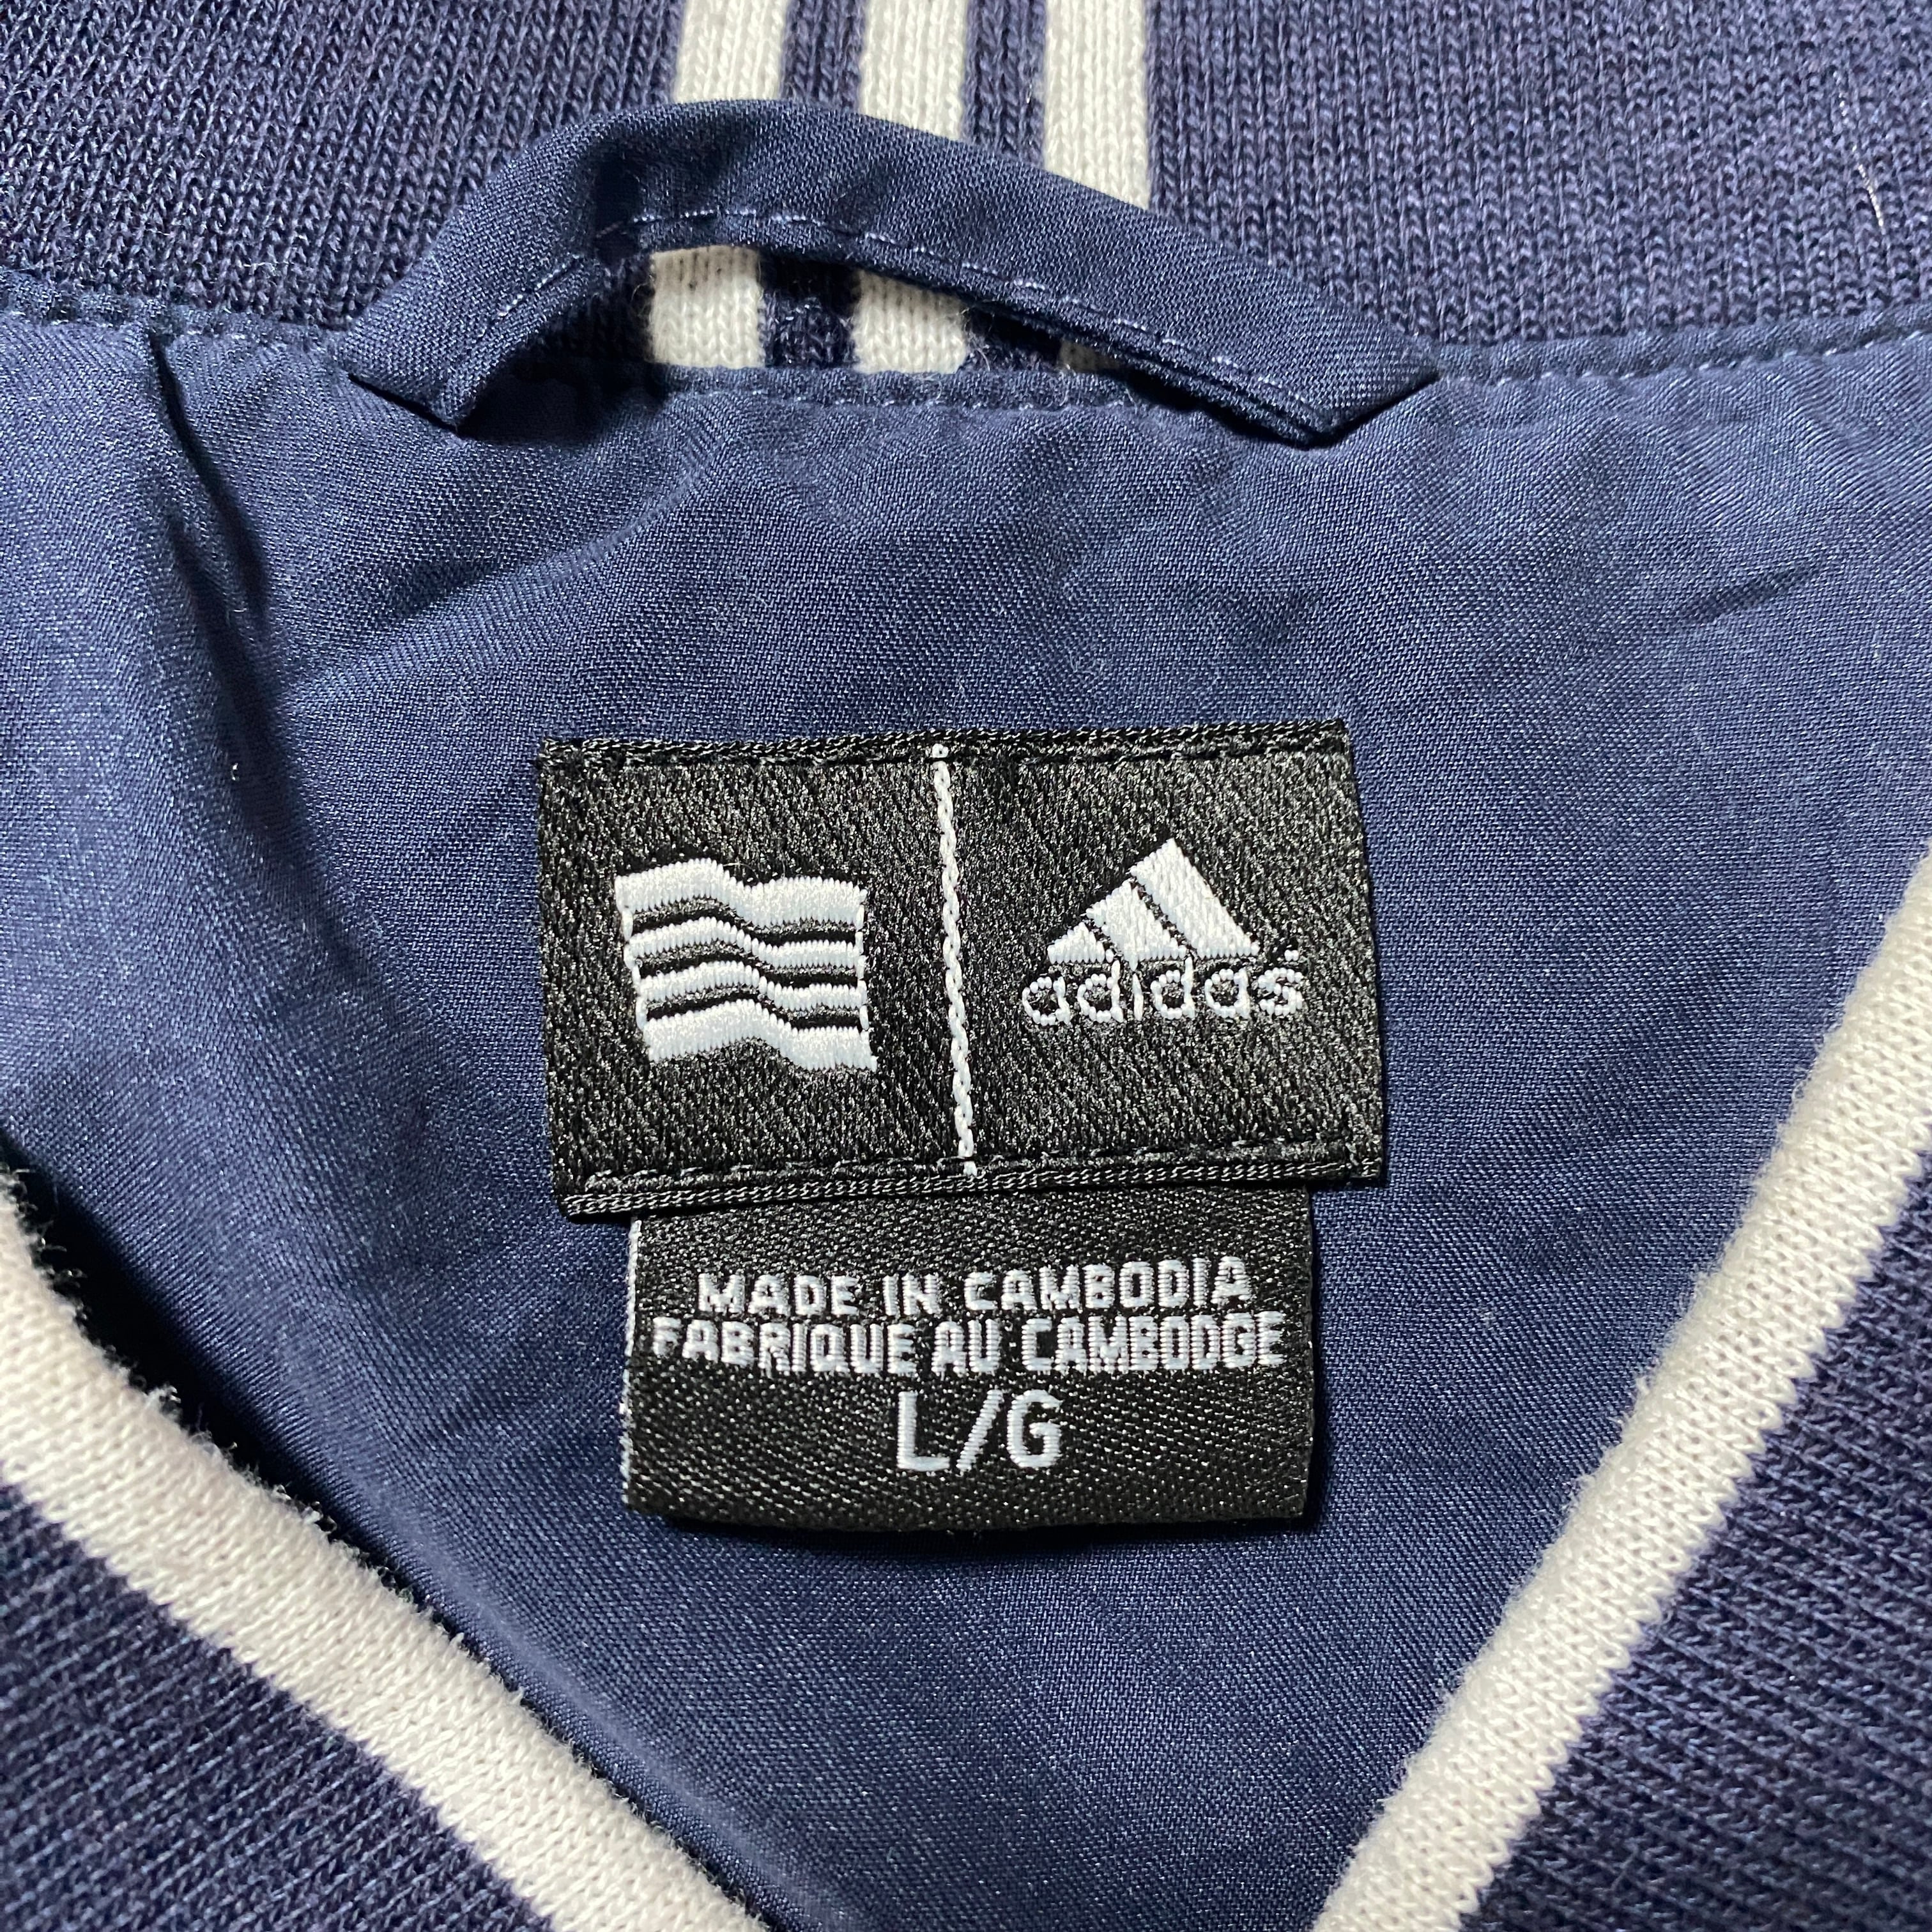 adidas
MADE IN CAMBODIA
FABRIQUE AU CAMBODGE
L/G